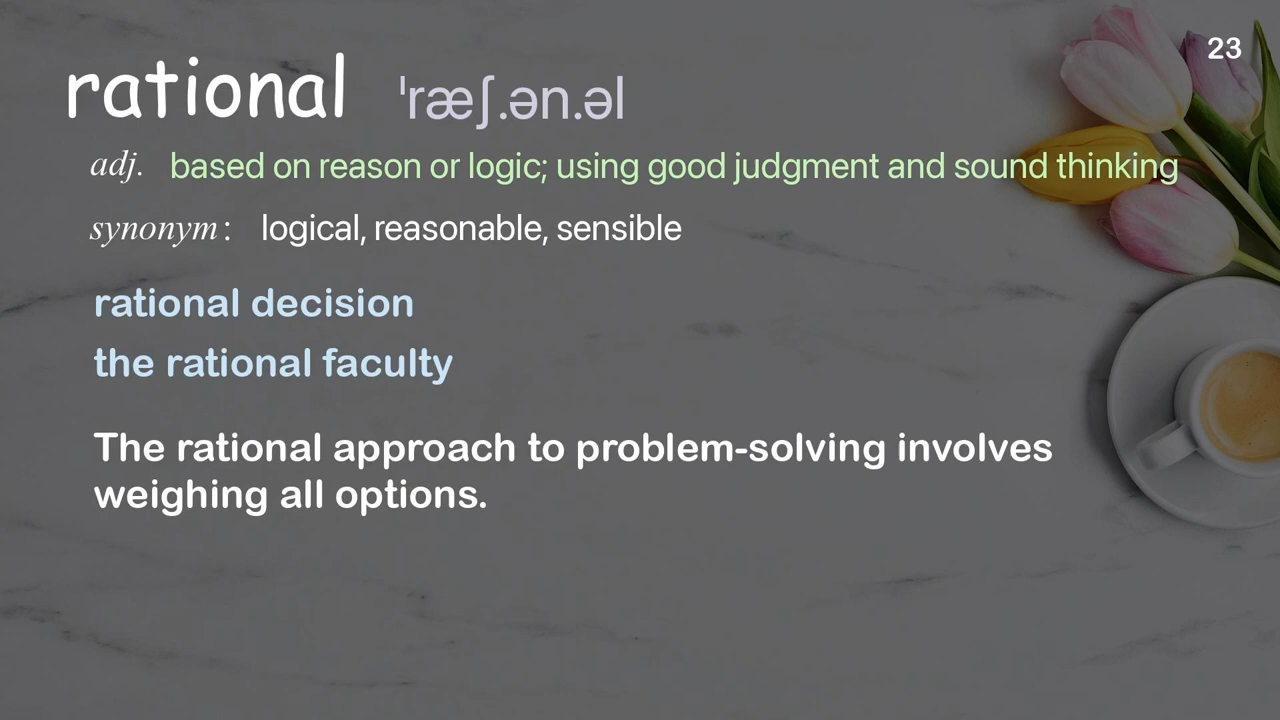 23
rational ˈræʃ.ən.əl
adj. based on reason or logic; using good judgment and sound thinking
synonym : logical, reasonable, sensible
rational decision
the rational faculty
The rational approach to problem-solving involves
weighing all options.